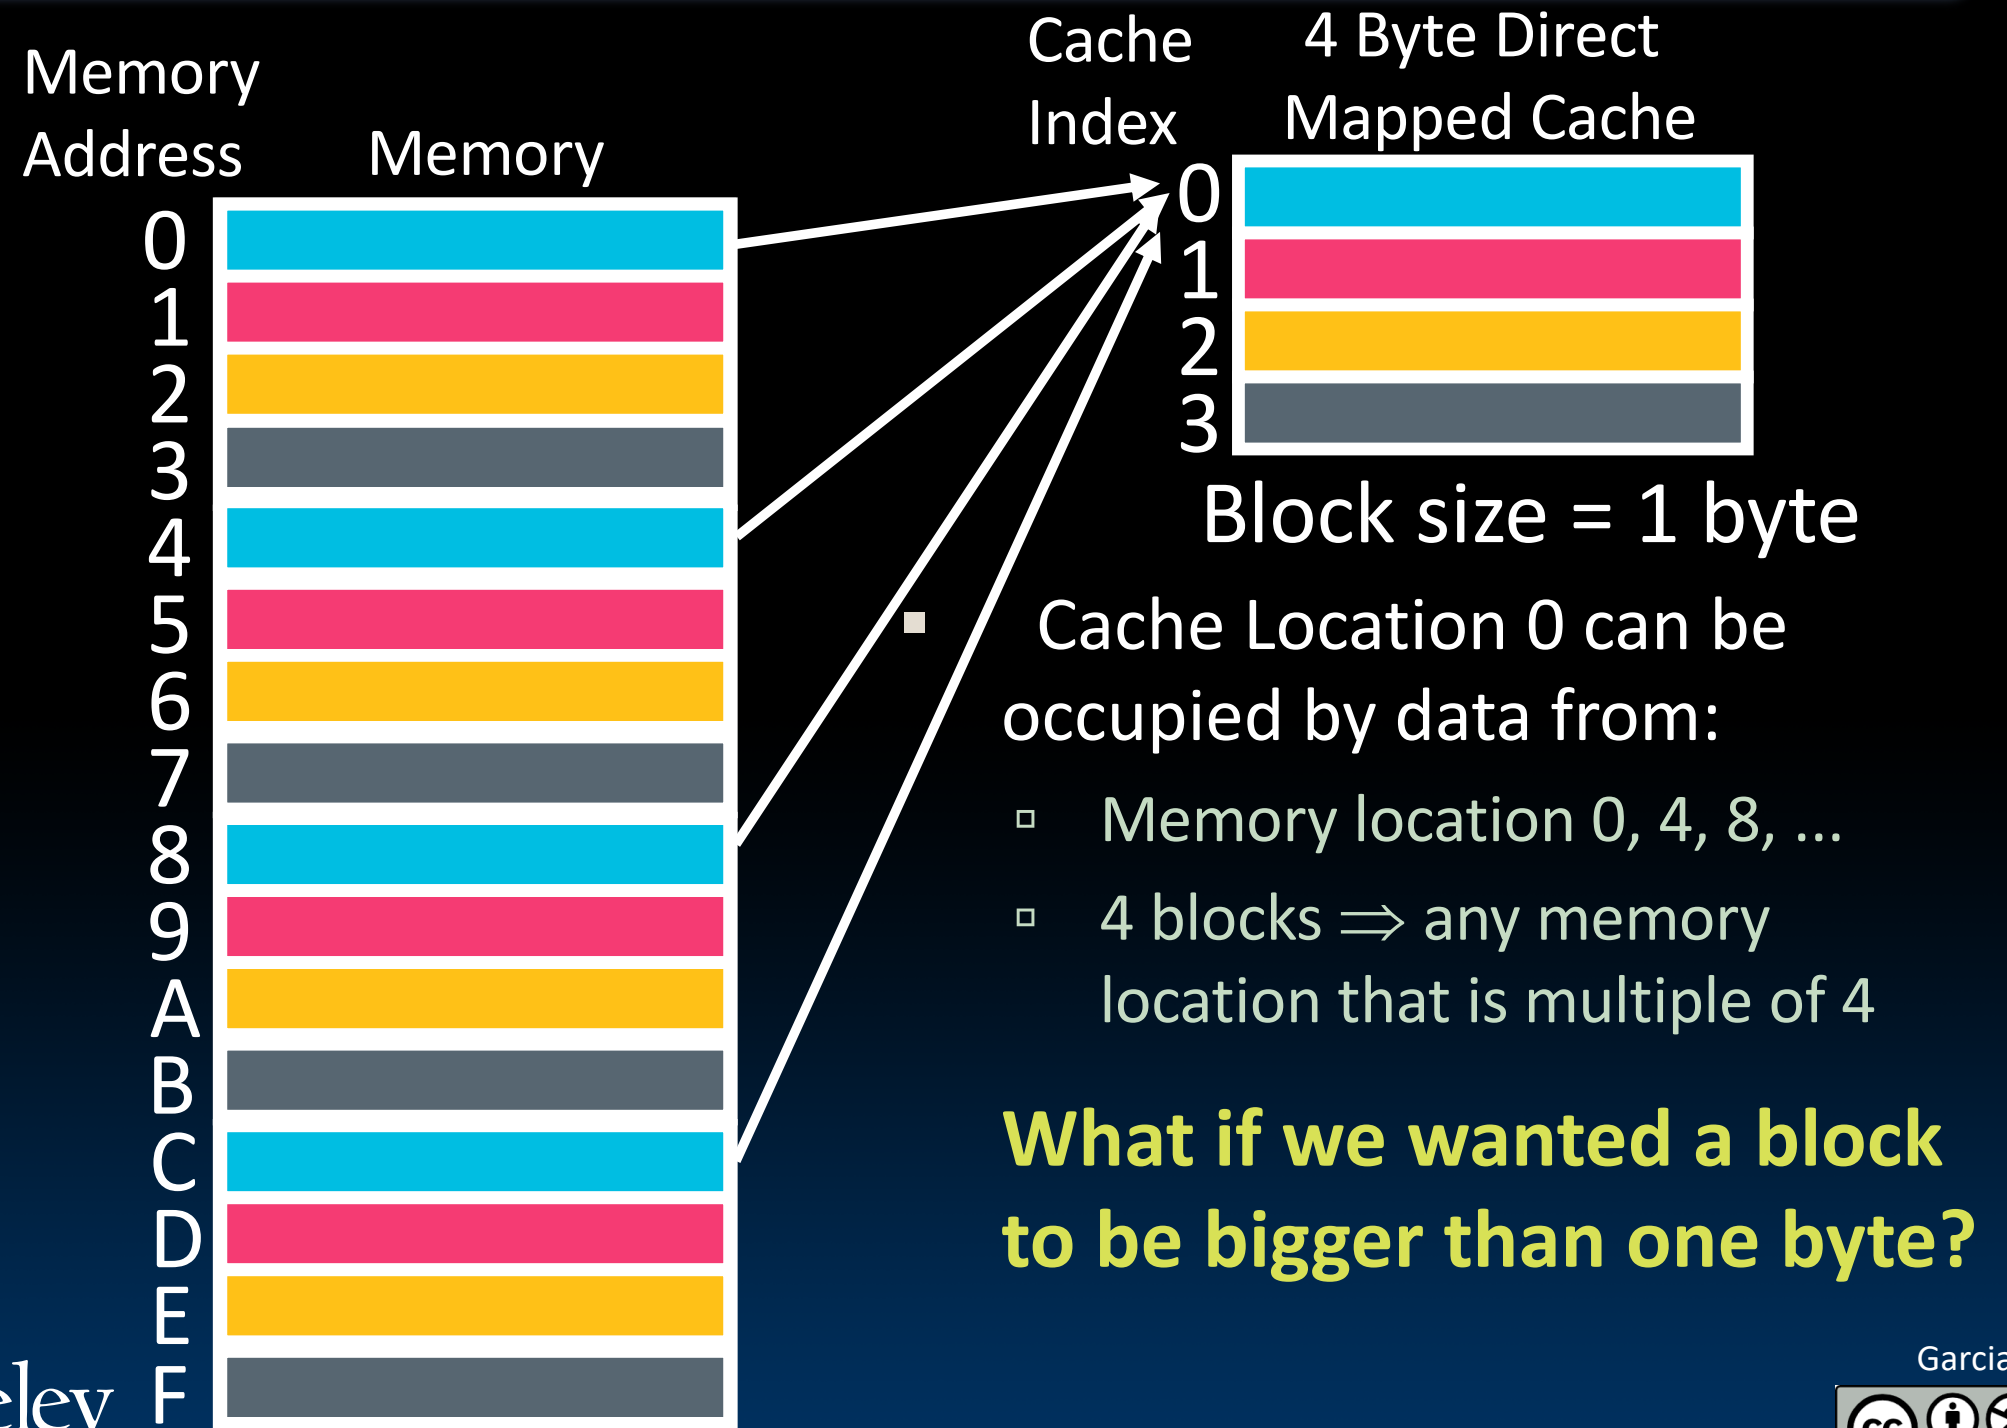 Memory
Address
Memory
0
1
2
3
4
5
6
7
8
9
A
B
C
D
E
F
Cache
Index
4 Byte Direct
Mapped Cache
0
1
2
3
Block size = 1 byte
Cache Location 0 can be
occupied by data from:
Memory location 0, 4, 8, ...
4 blocks ⇒ any memory
location that is multiple of 4
What if we wanted a block
to be bigger than one byte?
Garcia
eley
cc